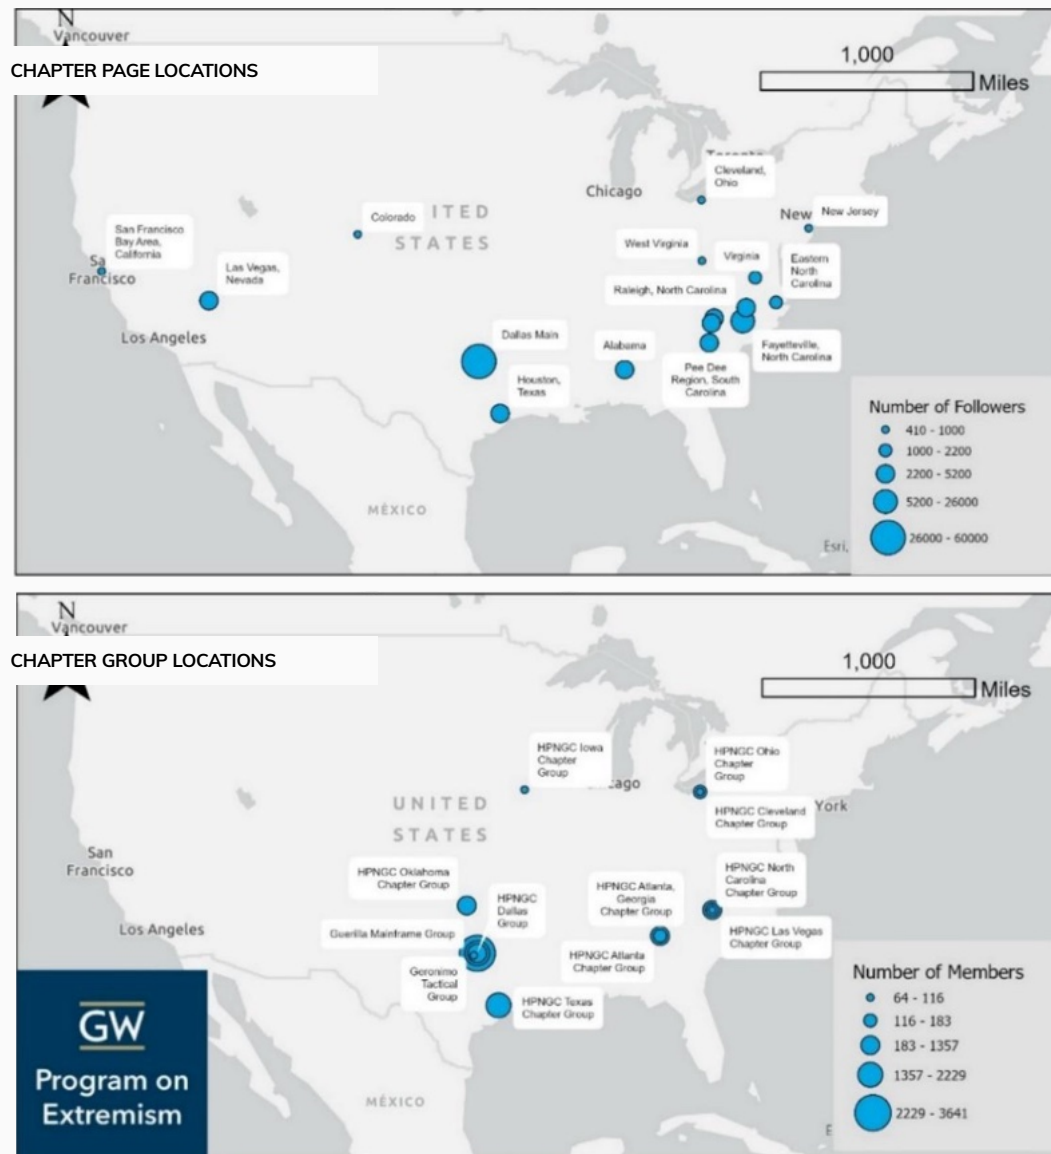 N
Vancouver
CHAPTER PAGE LOCATIONS
1,000
Miles
Cleveland,
Ohio
Chicago
New
New Jersey
Colorado
ITED
STATES
San Francisco
Bay Area,
California
Sa
Francisco
Las Vegas,
Nevada
West Virginia
Virginia
Eastern
North
Carolina
Raleigh, North Carolina
Los Angeles
Dallas Main
Alabama
Fayetteville,
North Carolina
Houston,
Texas
Pee Dee
Region, South
Carolina
MÉXICO
Esri,
Number of Followers
410 - 1000
1000 - 2200
2200 - 5200
5200 - 26000
26000 - 60000
N
Vancouver
CHAPTER GROUP LOCATIONS
1,000
Miles
HPNGC Iowa
Chapter
Group
cago
HPNGC Ohio
Chapter
Group
HPNGC Cleveland
Chapter Group
York
UNITED
STATES
San
Francisco
HPNGC Oklahoma
Chapter Group
HPNGC
Dallas
Group
HPNGC Atlanta,
Georgia
Chapter Group
HPNGC North
Carolina
Chapter Group
Los Angeles
Guerilla Mainframe Group
HPNGC Las Vegas
Chapter Group
HPNGC Atlanta
Chapter Group
Geronimo
Tactical
Group
HPNGC Texas
Chapter Group
MÉXICO
Number of Members
64 - 116
116 - 183
183 - 1357
1357 - 2229
2229 - 3641
E
GW
Program on
Extremism